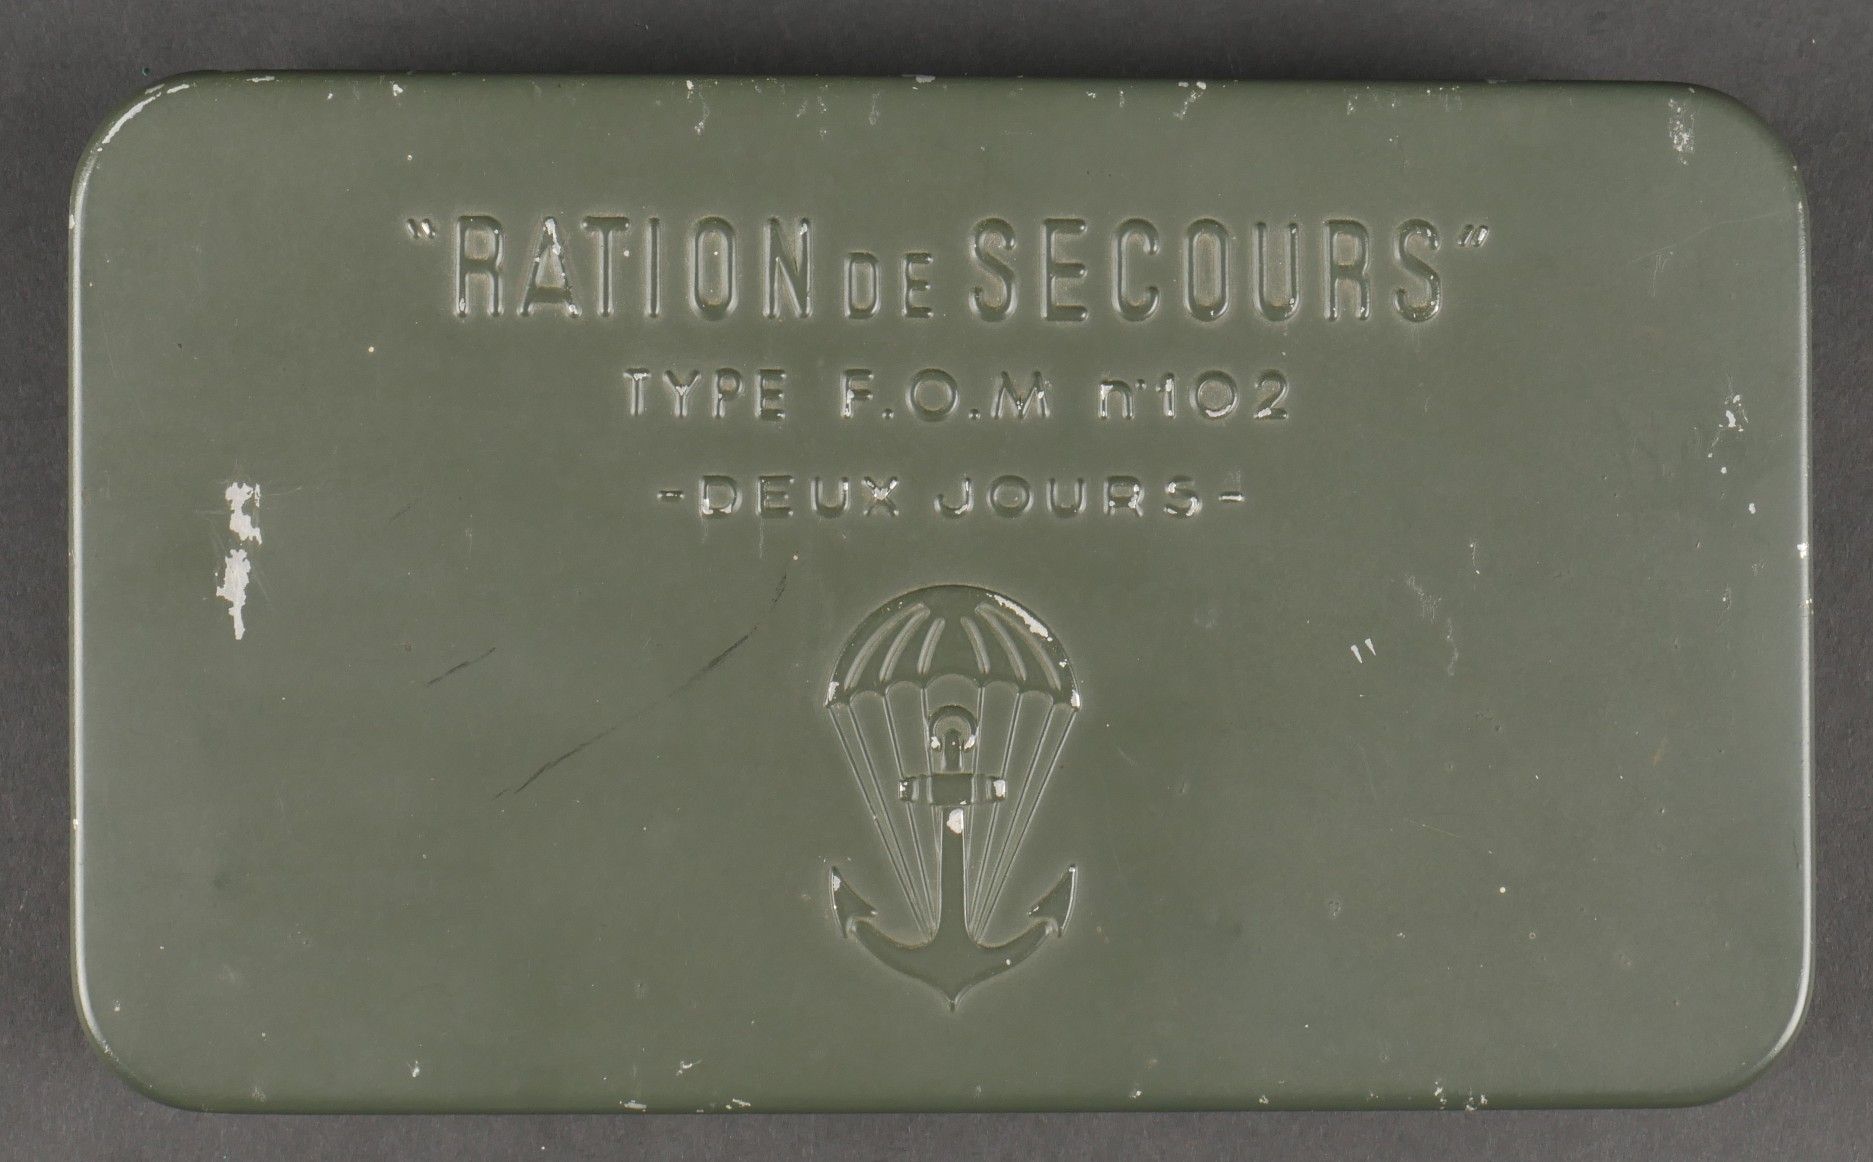 "RATION DE SECOURS"
TYPE F.O.M n°102
-DEUX JOURS-